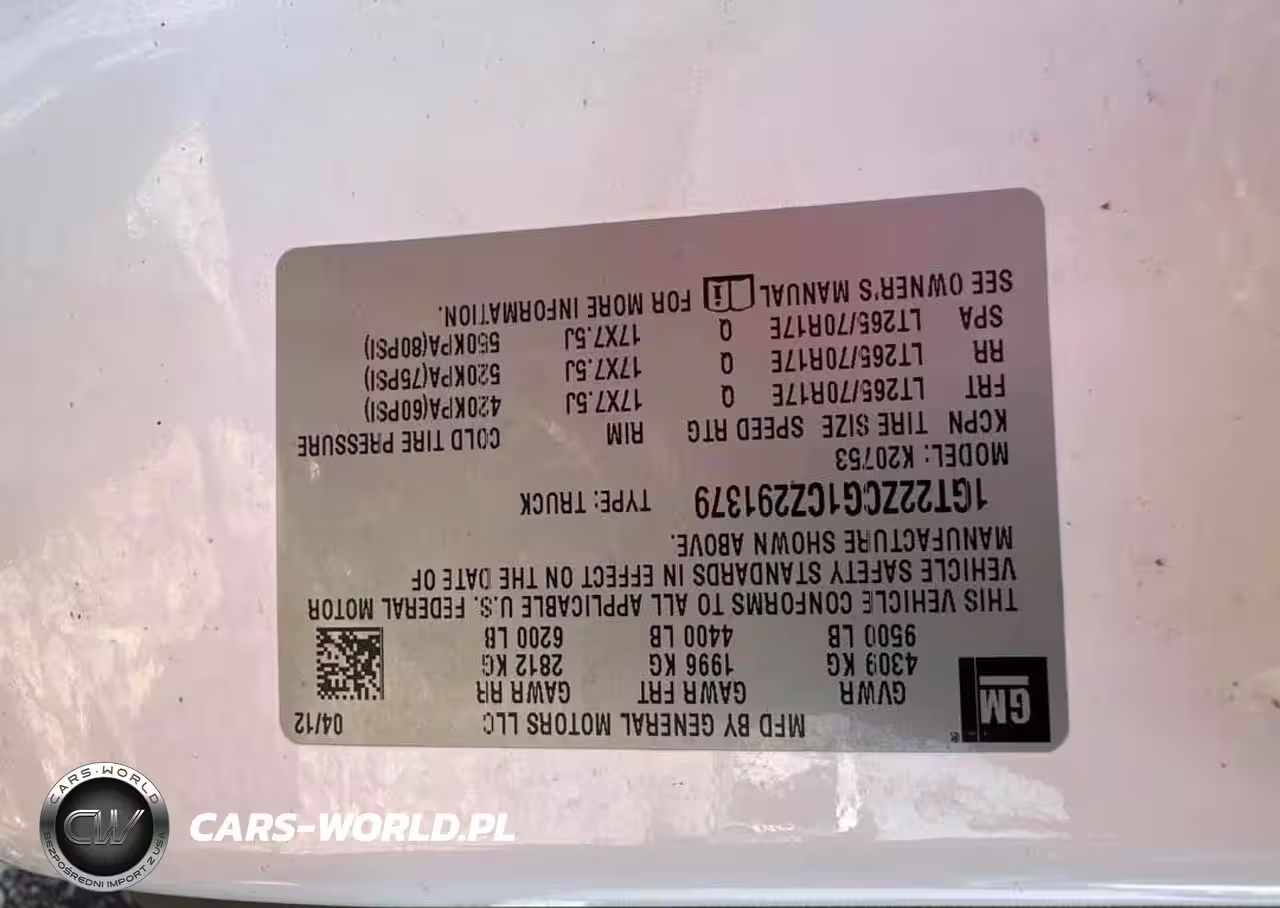 GM
MFD BY GENERAL MOTORS LLC 04/12
GVWR GAWR FRT GAWR RR
4309 KG 1996 KG 2812 KG
9500 LB 4400 LB 6200 LB
THIS VEHICLE CONFORMS TO ALL APPLICABLE U.S. FEDERAL MOTOR
VEHICLE SAFETY STANDARDS IN EFFECT ON THE DATE OF
MANUFACTURE SHOWN ABOVE.
1GT22ZCG1CZ291379 TYPE: TRUCK
MODEL: K20753
KCPN TIRE SIZE SPEED RTG RIM COLD TIRE PRESSURE
FRT LT265/70R17E Q 17X7.5J 420KPA(60PSI)
RR LT265/70R17E Q 17X7.5J 520KPA(75PSI)
SPA LT265/70R17E Q 17X7.5J 550KPA(80PSI)
SEE OWNER'S MANUAL i FOR MORE INFORMATION.
CARS-WORLD
CW
BEZPOŚREDNI IMPORT Z USA
CARS-WORLD.PL